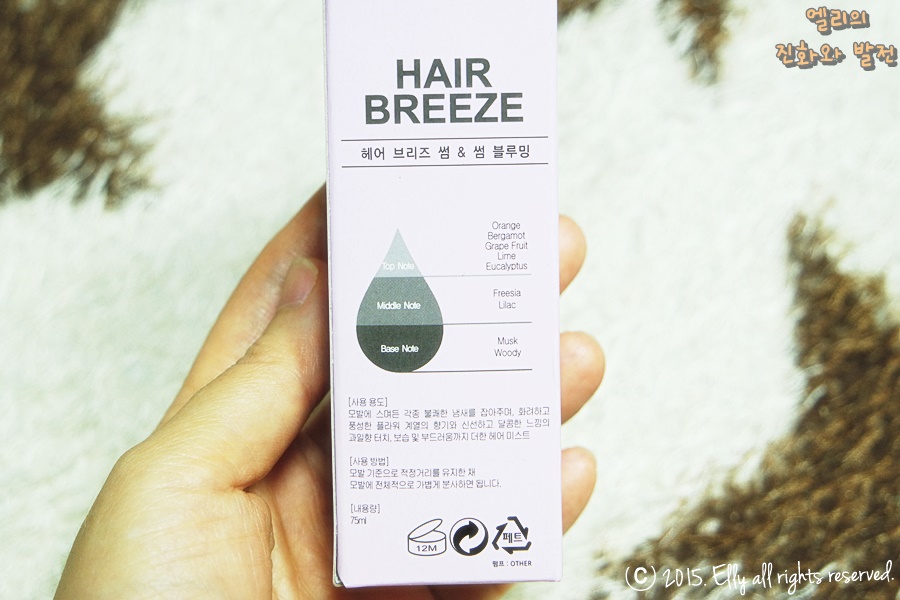 엘리의
진화와 발전
HAIR
BREEZE
헤어 브리즈 썸 & 썸 블루밍
Orange
Bergamot
Grape Fruit
Lime
Eucalyptus
Top Note
Freesia
Lilac
Middle Note
Musk
Woody
Base Note
[사용 용도]
모발에 스며든 각종 불쾌한 냄새를 잡아주며, 화려하고
풍성한 플라워 계열의 향기와 신선하고 달콤한 느낌의
과일향 터치, 보습 및 부드러움까지 더한 헤어 미스트
[사용 방법]
모발 기준으로 적정거리를 유지한 채
모발에 전체적으로 가볍게 분사하면 됩니다.
[내용량]
75ml
12M
페트
펌프 : OTHER
ⓒ 2015. Elly all rights reserved.